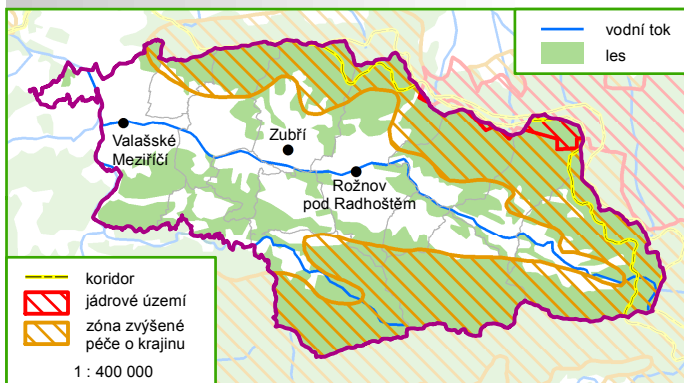 vodní tok
les
Valašské
Meziříčí
Zubří
Rožnov
pod Radhoštěm
koridor
jádrové území
zóna zvýšené
péče o krajinu
1 : 400 000